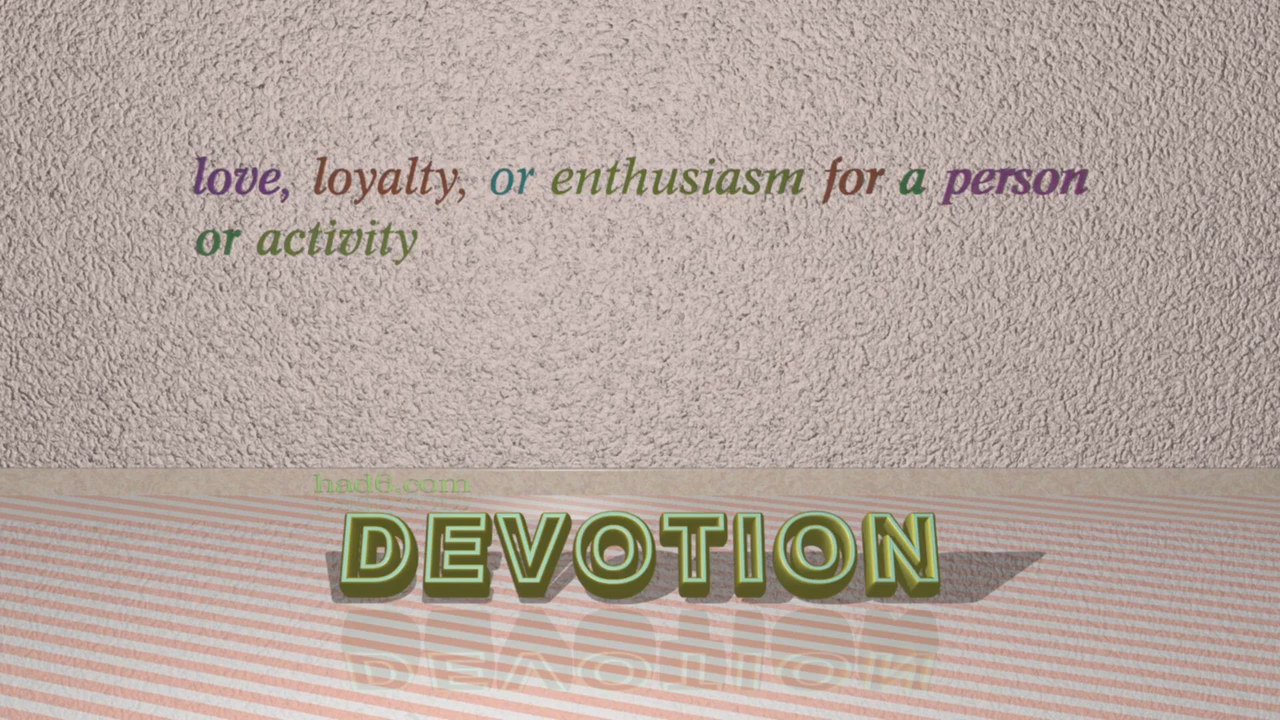 love, loyalty, or enthusiasm for a person
or activity
had6.com
DEVOTION